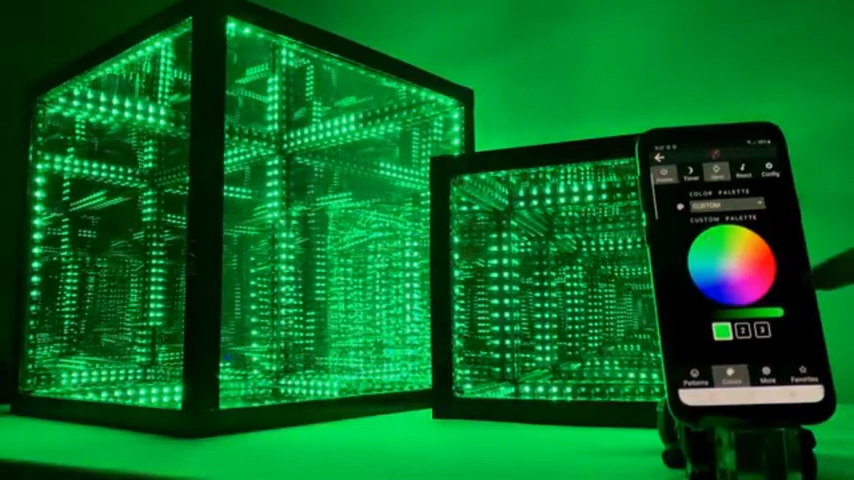 Timer React Config
COLOR PALETTE
CUSTOM
CUSTOM PALETTE
2 3
Patterns Colors More Favorites